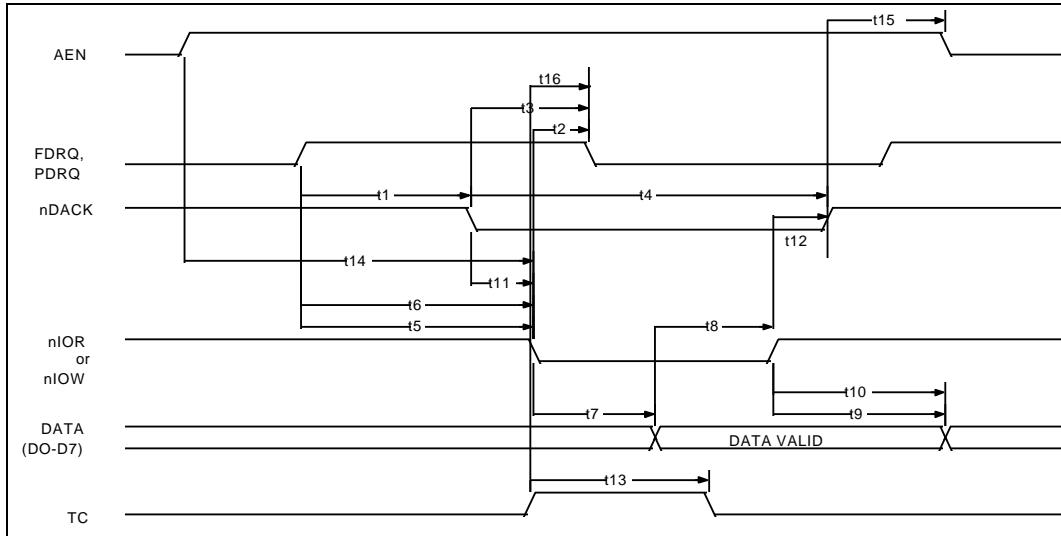 t15
AEN
t16
t3
t2
FDRQ,
PDRQ
t1
t4
nDACK
t12
t14
t11
t6
t5
t8
nIOR
or
nIOW
t10
t7
t9
DATA
(DO-D7)
DATA VALID
t13
TC